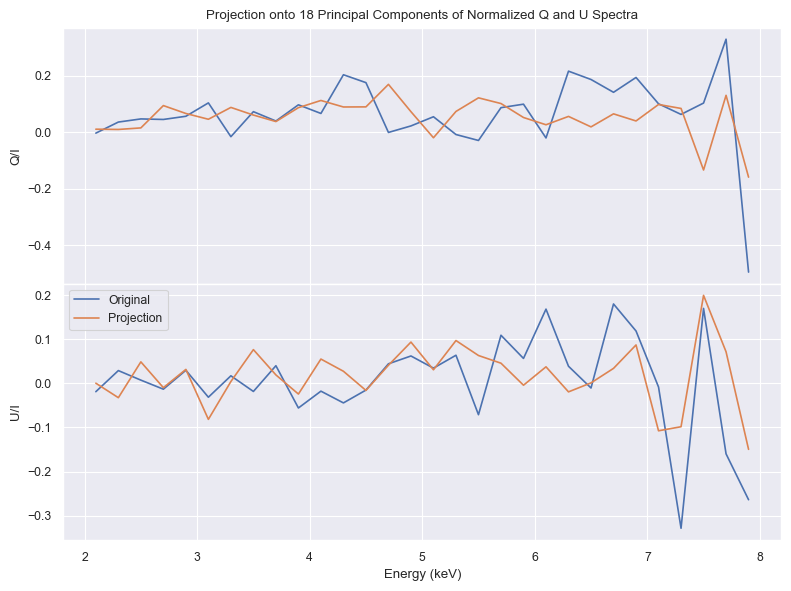 Projection onto 18 Principal Components of Normalized Q and U Spectra
0.2
0.0
−0.2
−0.4
Q/I
Original
Projection
0.2
0.1
0.0
−0.1
−0.2
−0.3
U/I
2 3 4 5 6 7 8
Energy (keV)